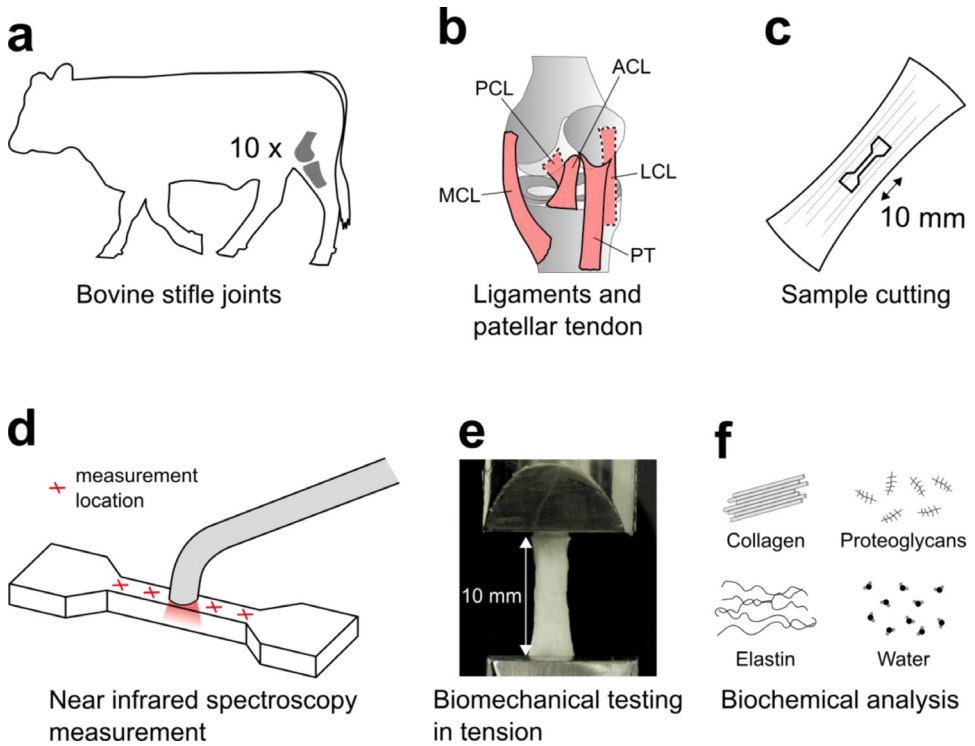 a
10 x
Bovine stifle joints
b
PCL
ACL
MCL
LCL
PT
Ligaments and
patellar tendon
c
10 mm
Sample cutting
d
measurement
location
Near infrared spectroscopy
measurement
e
10 mm
Biomechanical testing
in tension
f
Collagen
Proteoglycans
Elastin
Water
Biochemical analysis